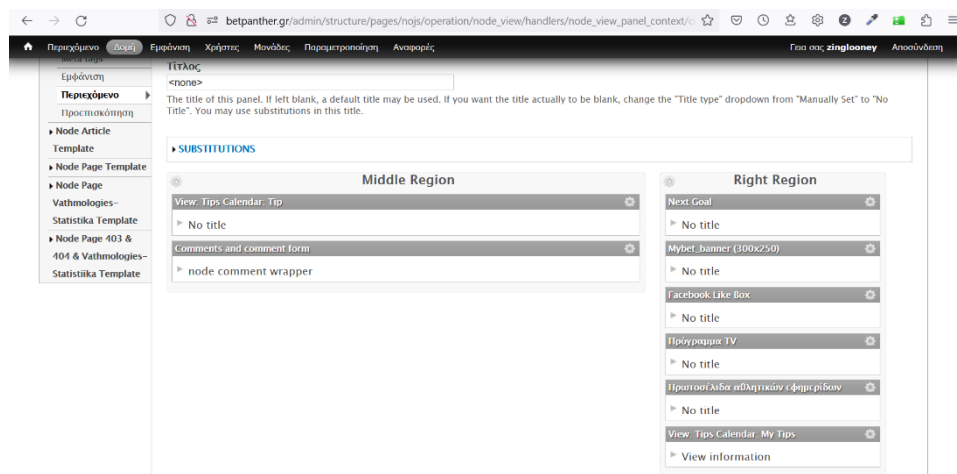 betpanther.gr/admin/structure/pages/nojs/operation/node_view/handlers/node_view_panel_context/c
Περιεχόμενο Δομή Εμφάνιση Χρήστες Μονάδες Παραμετροποίηση Αναφορές Γεια σας zinglooney Αποσύνδεση
Meta tags
Εμφάνιση
Περιεχόμενο
Προεπισκόπηση
Node Article
Template
Node Page Template
Node Page
Vathmologies-
Statistika Template
Node Page 403 &
404 & Vathmologies-
Statistiika Template
Τίτλος
<none>
The title of this panel. If left blank, a default title may be used. If you want the title actually to be blank, change the "Title type" dropdown from "Manually Set" to "No
Title". You may use substitutions in this title.
SUBSTITUTIONS
Middle Region
View: Tips Calendar: Tip
No title
Comments and comment form
node comment wrapper
Right Region
Next Goal
No title
Mybet_banner (300x250)
No title
Facebook Like Box
No title
Πρόγραμμα TV
No title
Πρωτοσέλιδα αθλητικών εφημερίδων
No title
View: Tips Calendar: My Tips
View information